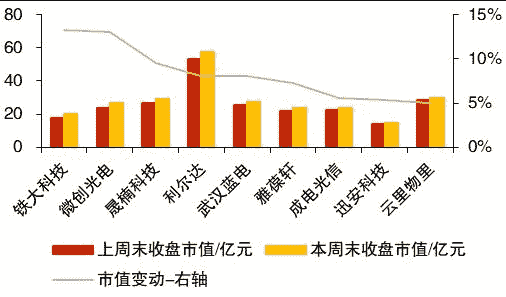 80
60
40
20
0
15%
10%
5%
0%
铁大科技
微创光电
晟楠科技
利尔达
武汉蓝电
雅葆轩
成电光信
迅安科技
云里物里
上周末收盘市值/亿元
本周末收盘市值/亿元
市值变动-右轴